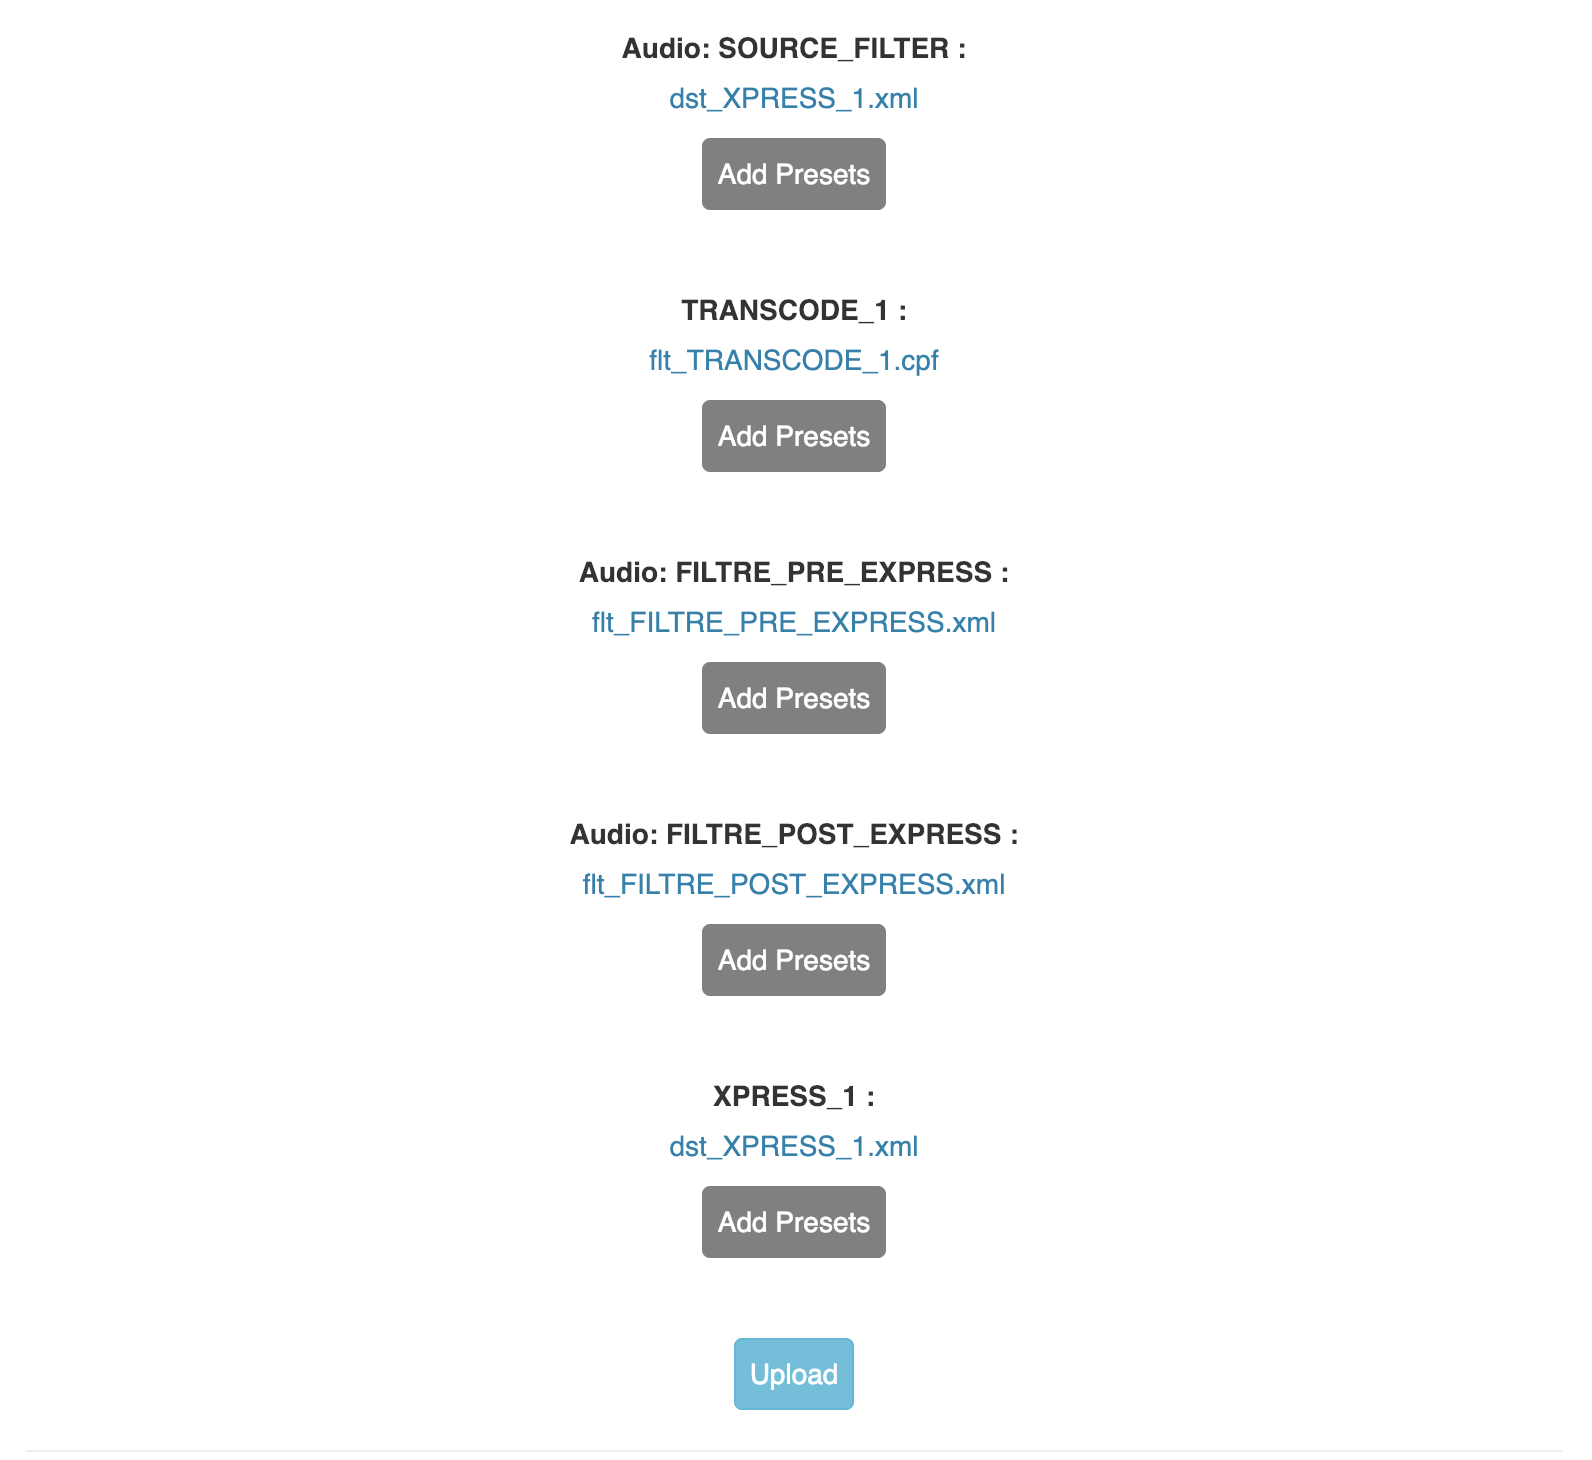 Audio: SOURCE_FILTER :
dst_XPRESS_1.xml
Add Presets
TRANSCODE_1 :
flt_TRANSCODE_1.cpf
Add Presets
Audio: FILTRE_PRE_EXPRESS :
flt_FILTRE_PRE_EXPRESS.xml
Add Presets
Audio: FILTRE_POST_EXPRESS :
flt_FILTRE_POST_EXPRESS.xml
Add Presets
XPRESS_1 :
dst_XPRESS_1.xml
Add Presets
Upload